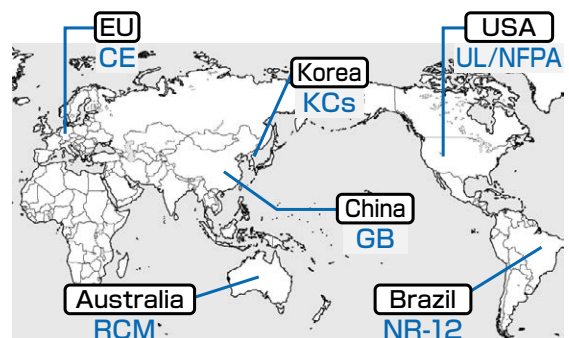 EU
CE
USA
UL/NFPA
Korea
KCs
China
GB
Australia
RCM
Brazil
NR-12